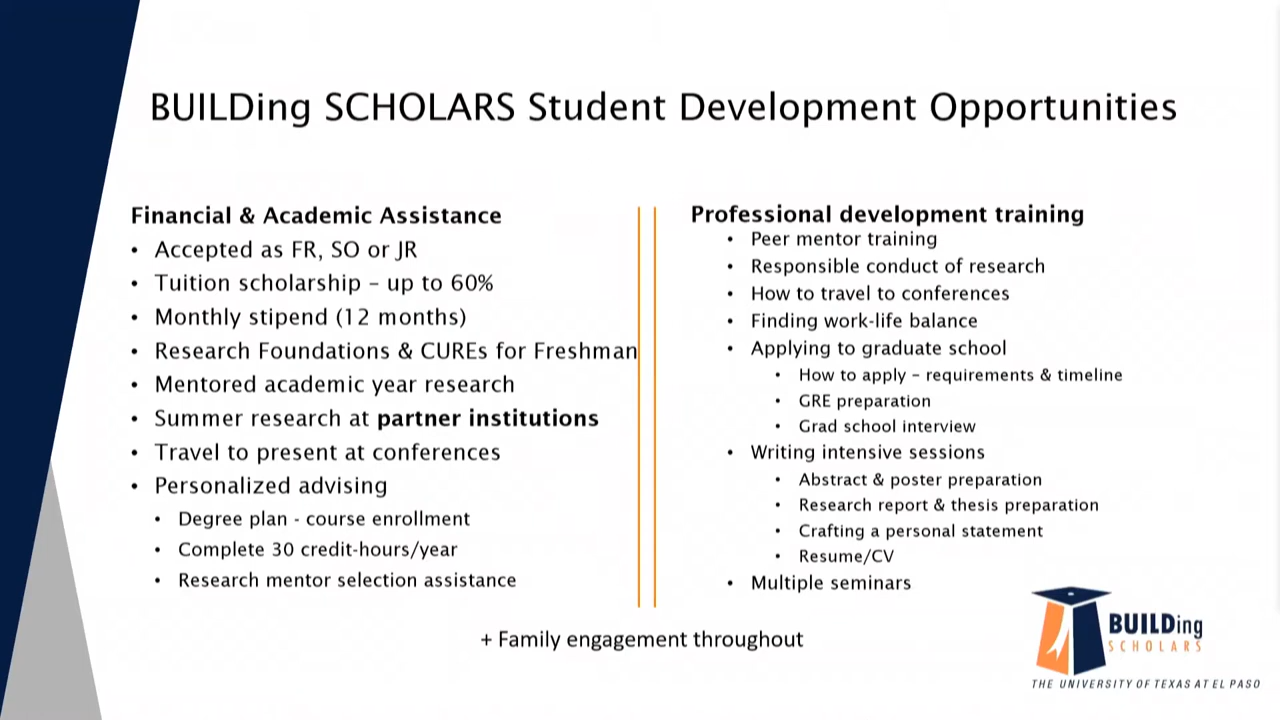 BUILDing SCHOLARS Student Development Opportunities
Financial & Academic Assistance
• Accepted as FR, SO or JR
• Tuition scholarship – up to 60%
• Monthly stipend (12 months)
• Research Foundations & CUREs for Freshman
• Mentored academic year research
• Summer research at partner institutions
• Travel to present at conferences
• Personalized advising
• Degree plan - course enrollment
• Complete 30 credit-hours/year
• Research mentor selection assistance
Professional development training
• Peer mentor training
• Responsible conduct of research
• How to travel to conferences
• Finding work-life balance
• Applying to graduate school
• How to apply – requirements & timeline
• GRE preparation
• Grad school interview
• Writing intensive sessions
• Abstract & poster preparation
• Research report & thesis preparation
• Crafting a personal statement
• Resume/CV
• Multiple seminars
+ Family engagement throughout
BUILDing
SCHOLARS
THE UNIVERSITY OF TEXAS AT EL PASO